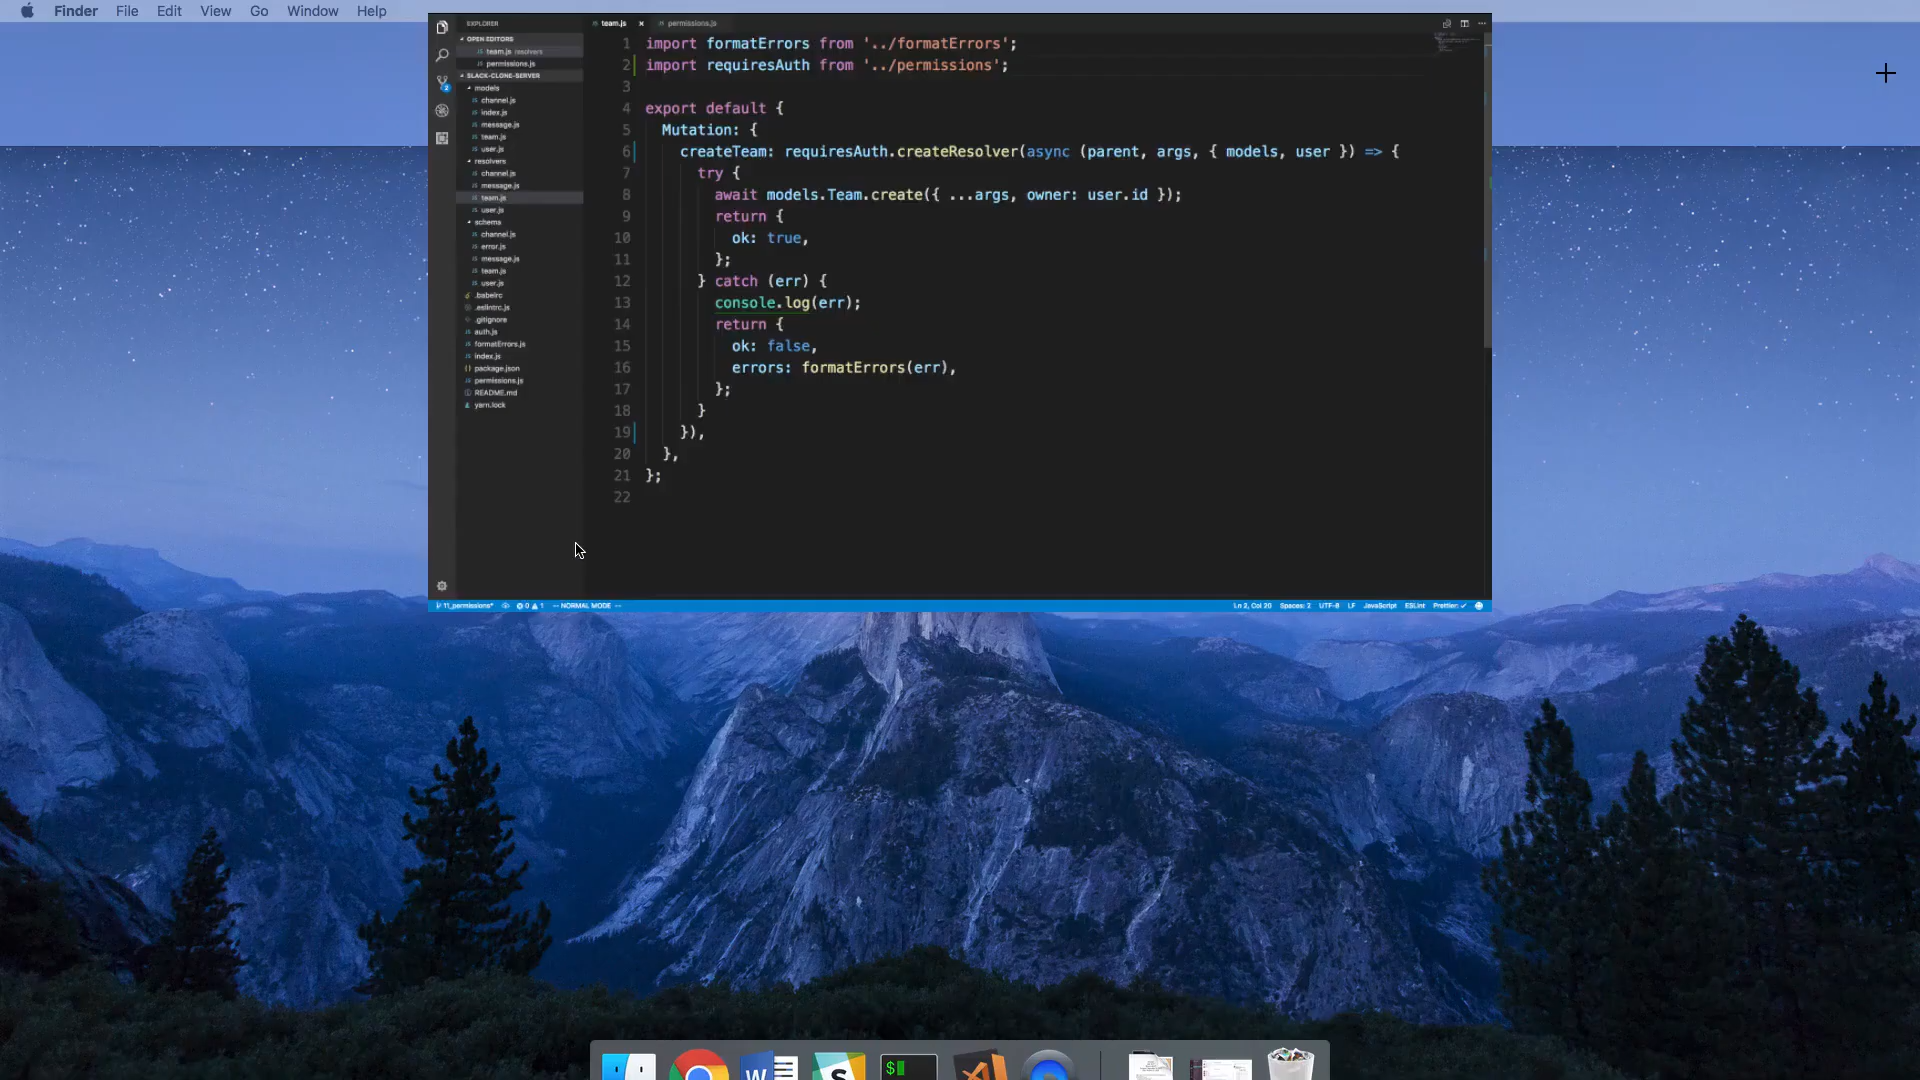 Finder File Edit View Go Window Help
EXPLORER
OPEN EDITORS
team.js resolvers
permissions.js
SLACK-CLONE-SERVER
models
channel.js
index.js
message.js
team.js
user.js
resolvers
channel.js
message.js
team.js
user.js
schema
channel.js
error.js
message.js
team.js
user.js
.babelrc
.eslintrc.js
.gitignore
auth.js
formatErrors.js
index.js
package.json
permissions.js
README.md
yarn.lock
team.js permissions.js
1 import formatErrors from '../formatErrors';
2 import requiresAuth from '../permissions';
3
4 export default {
5 Mutation: {
6 createTeam: requiresAuth.createResolver(async (parent, args, { models, user }) => {
7 try {
8 await models.Team.create({ ...args, owner: user.id });
9 return {
10 ok: true,
11 };
12 } catch (err) {
13 console.log(err);
14 return {
15 ok: false,
16 errors: formatErrors(err),
17 };
18 }
19 }),
20 },
21 };
22
11_permissions* 0 1 -- NORMAL MODE -- Ln 2, Col 20 Spaces: 2 UTF-8 LF JavaScript ESLint Prettier: ✓
W S $